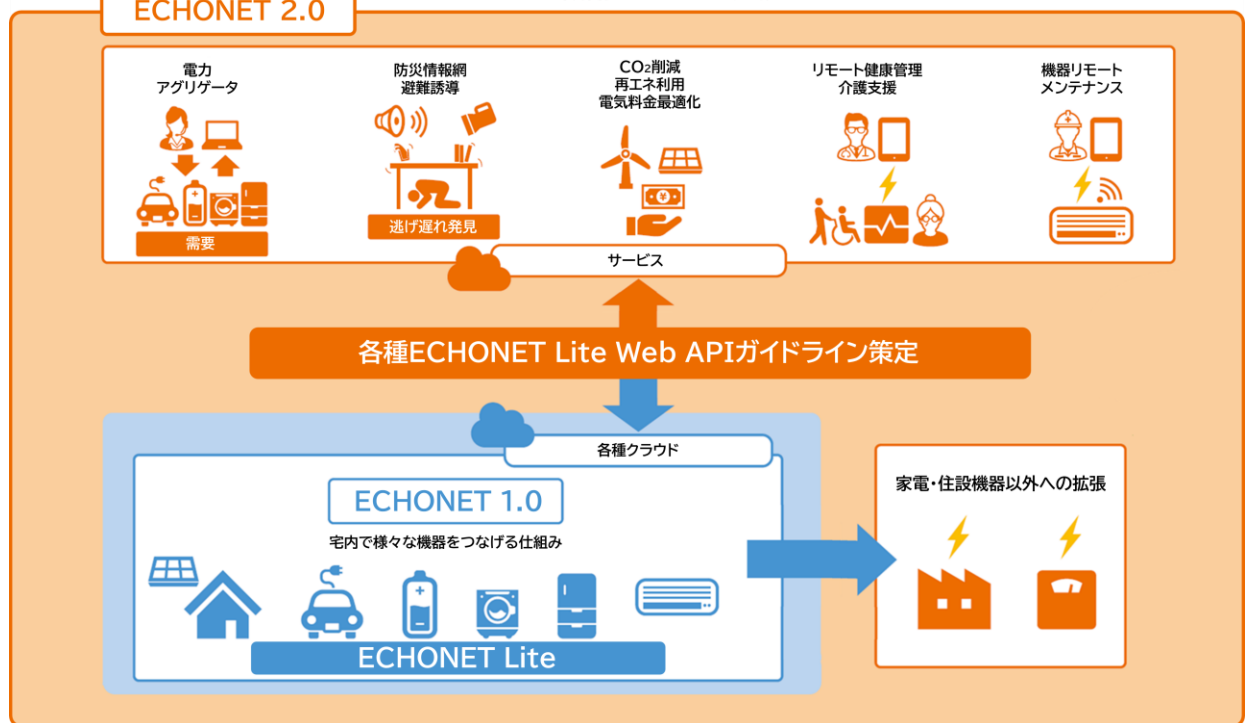 ECHONET 2.0
電力
アグリゲータ
需要
防災情報網
避難誘導
逃げ遅れ発見
CO₂削減
再エネ利用
電気料金最適化
リモート健康管理
介護支援
機器リモート
メンテナンス
サービス
各種ECHONET Lite Web APIガイドライン策定
各種クラウド
ECHONET 1.0
宅内で様々な機器をつなげる仕組み
ECHONET Lite
家電・住設機器以外への拡張